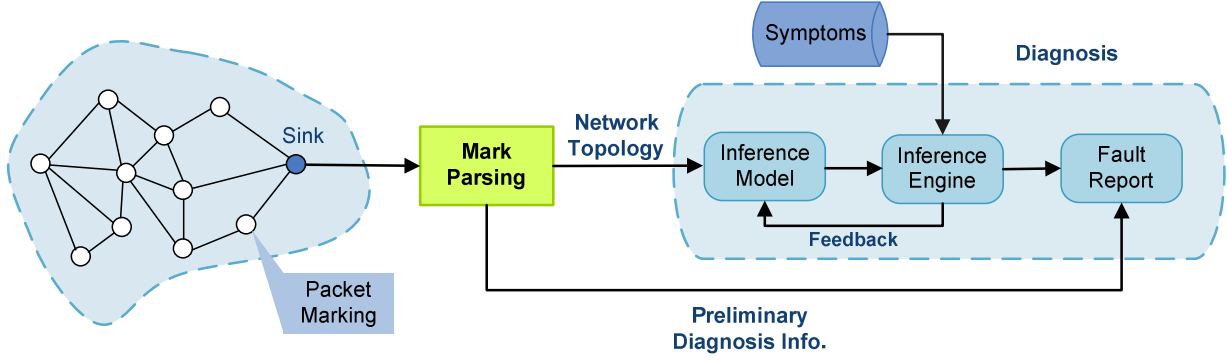 Symptoms
Diagnosis
Sink
Network
Topology
Mark
Parsing
Inference
Model
Inference
Engine
Fault
Report
Feedback
Packet
Marking
Preliminary
Diagnosis Info.